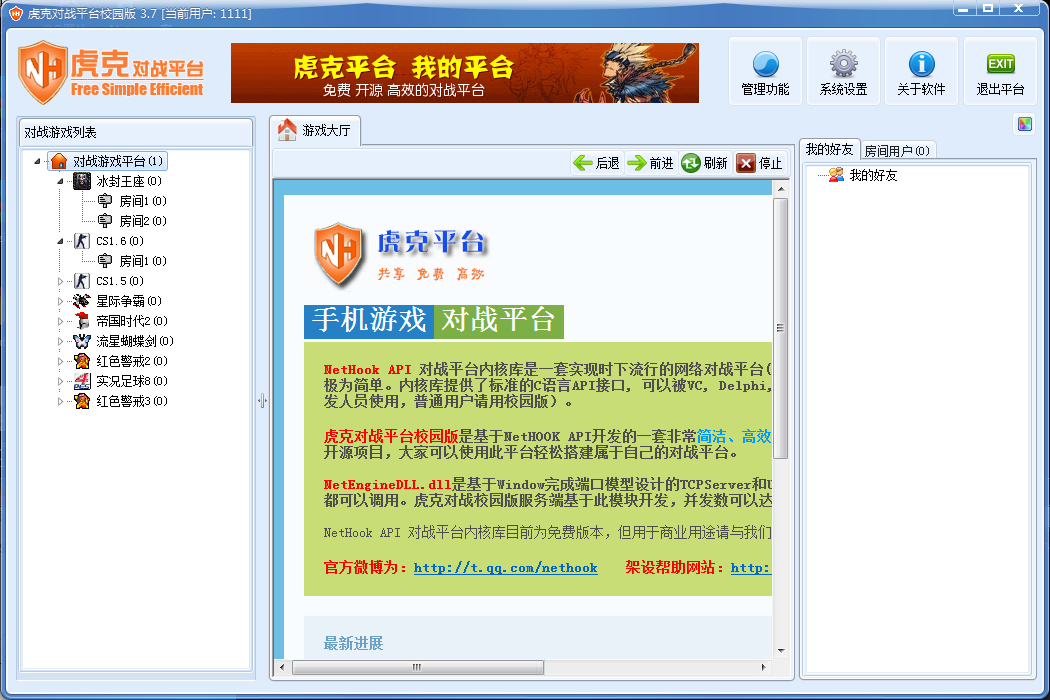 虎克对战平台校园版 3.7 [当前用户: 1111]
NH
虎克对战平台
Free Simple Efficient
虎克平台 我的平台
免费 开源 高效的对战平台
管理功能
系统设置
关于软件
EXIT
退出平台
对战游戏列表
对战游戏平台(1)
冰封王座(0)
房间1(0)
房间2(0)
CS1.6(0)
房间1(0)
CS1.5(0)
星际争霸(0)
帝国时代2(0)
流星蝴蝶剑(0)
红色警戒2(0)
实况足球8(0)
红色警戒3(0)
游戏大厅
后退 前进 刷新 停止
NH
虎克平台
共享 免费 高效
手机游戏 对战平台
NetHook API 对战平台内核库是一套实现时下流行的网络对战平台(
极为简单。内核库提供了标准的C语言API接口, 可以被VC, Delphi,
发人员使用，普通用户请用校园版）。
虎克对战平台校园版是基于NetHOOK API开发的一套非常简洁、高效
开源项目，大家可以使用此平台轻松搭建属于自己的对战平台。
NetEngineDLL.dll是基于Window完成端口模型设计的TCPServer和U
都可以调用。虎克对战校园版服务端基于此模块开发，并发数可以达
NetHook API 对战平台内核库目前为免费版本，但用于商业用途请与我们
官方微博为：http://t.qq.com/nethook 架设帮助网站：http:
最新进展
我的好友
房间用户(0)
我的好友